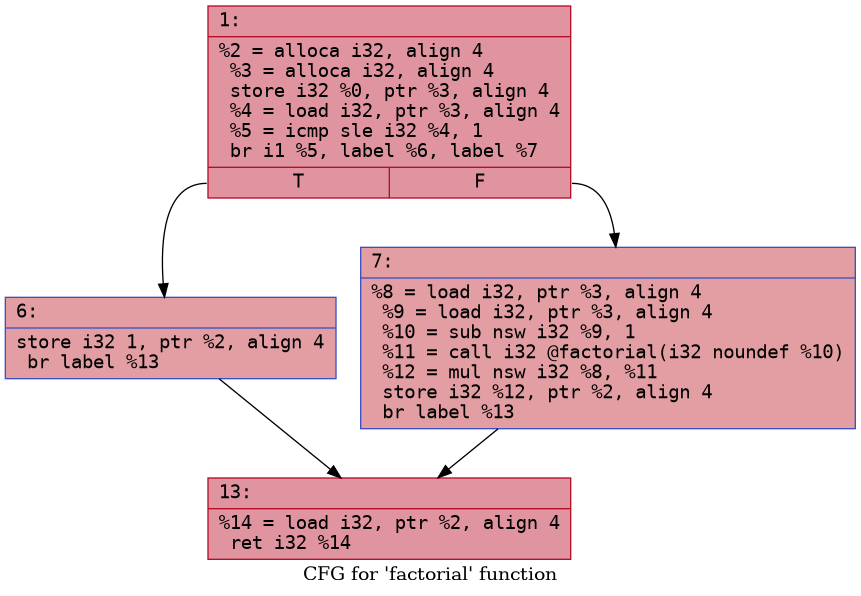 1:
%2 = alloca i32, align 4
%3 = alloca i32, align 4
store i32 %0, ptr %3, align 4
%4 = load i32, ptr %3, align 4
%5 = icmp sle i32 %4, 1
br i1 %5, label %6, label %7
T F
6:
store i32 1, ptr %2, align 4
br label %13
7:
%8 = load i32, ptr %3, align 4
%9 = load i32, ptr %3, align 4
%10 = sub nsw i32 %9, 1
%11 = call i32 @factorial(i32 noundef %10)
%12 = mul nsw i32 %8, %11
store i32 %12, ptr %2, align 4
br label %13
13:
%14 = load i32, ptr %2, align 4
ret i32 %14
CFG for 'factorial' function